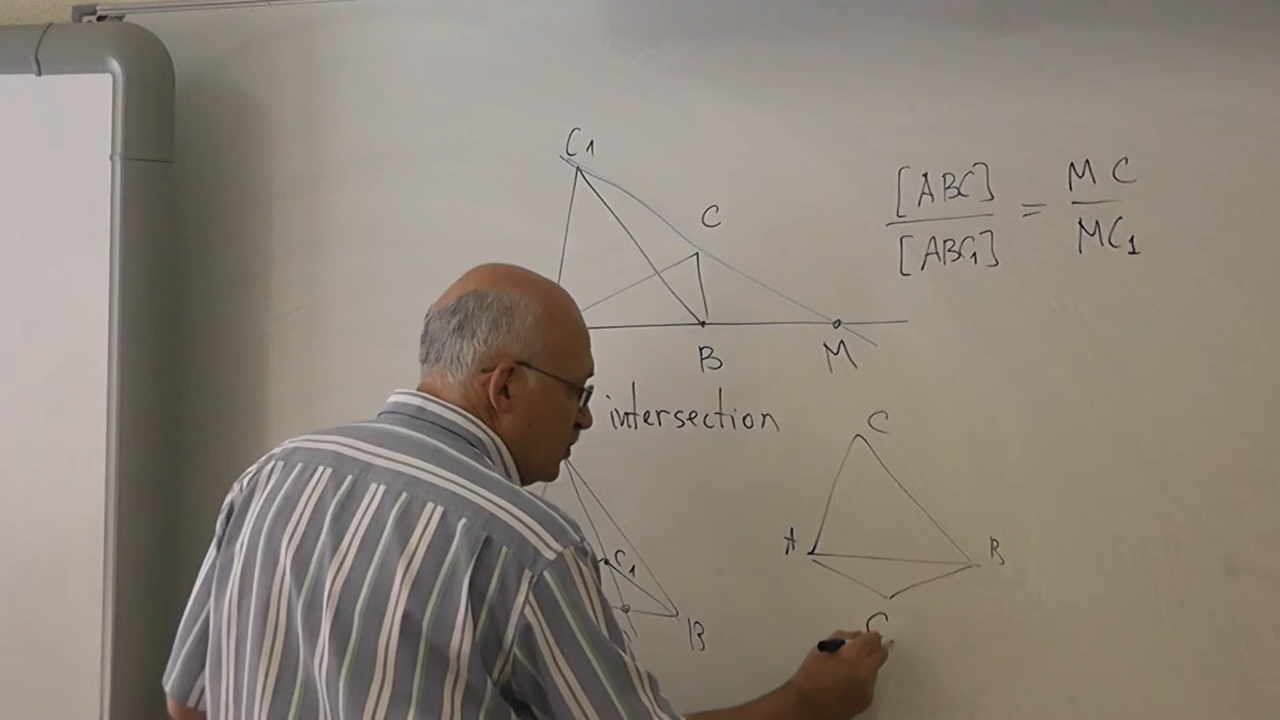 C1
C
B
M
[ABC] / [ABC1] = MC / MC1
intersection
C
A
B
C1
B
C